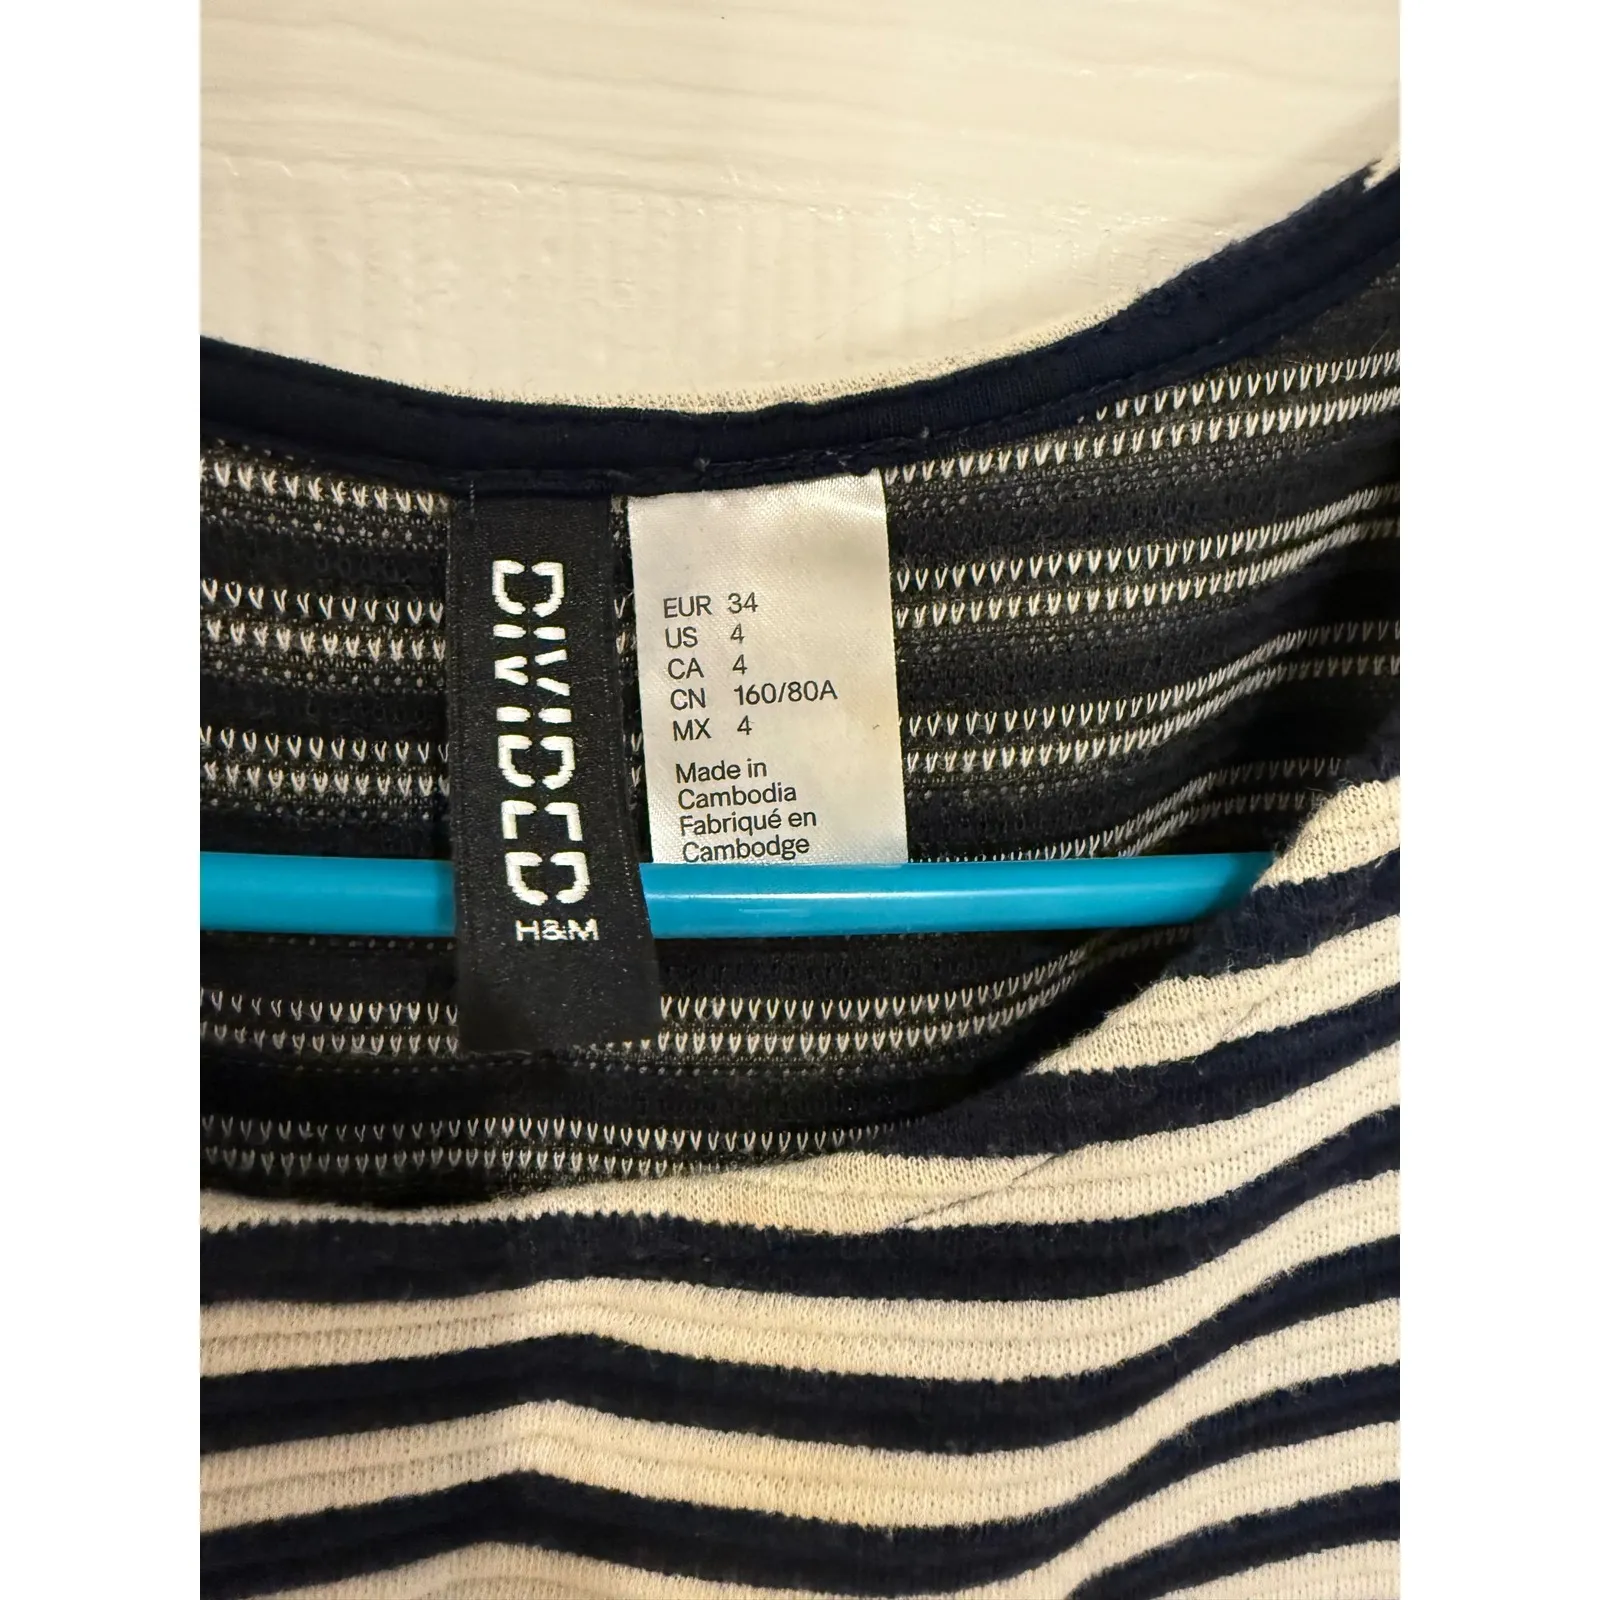 DIVIDED
H&M
EUR 34
US 4
CA 4
CN 160/80A
MX 4
Made in
Cambodia
Fabriqué en
Cambodge